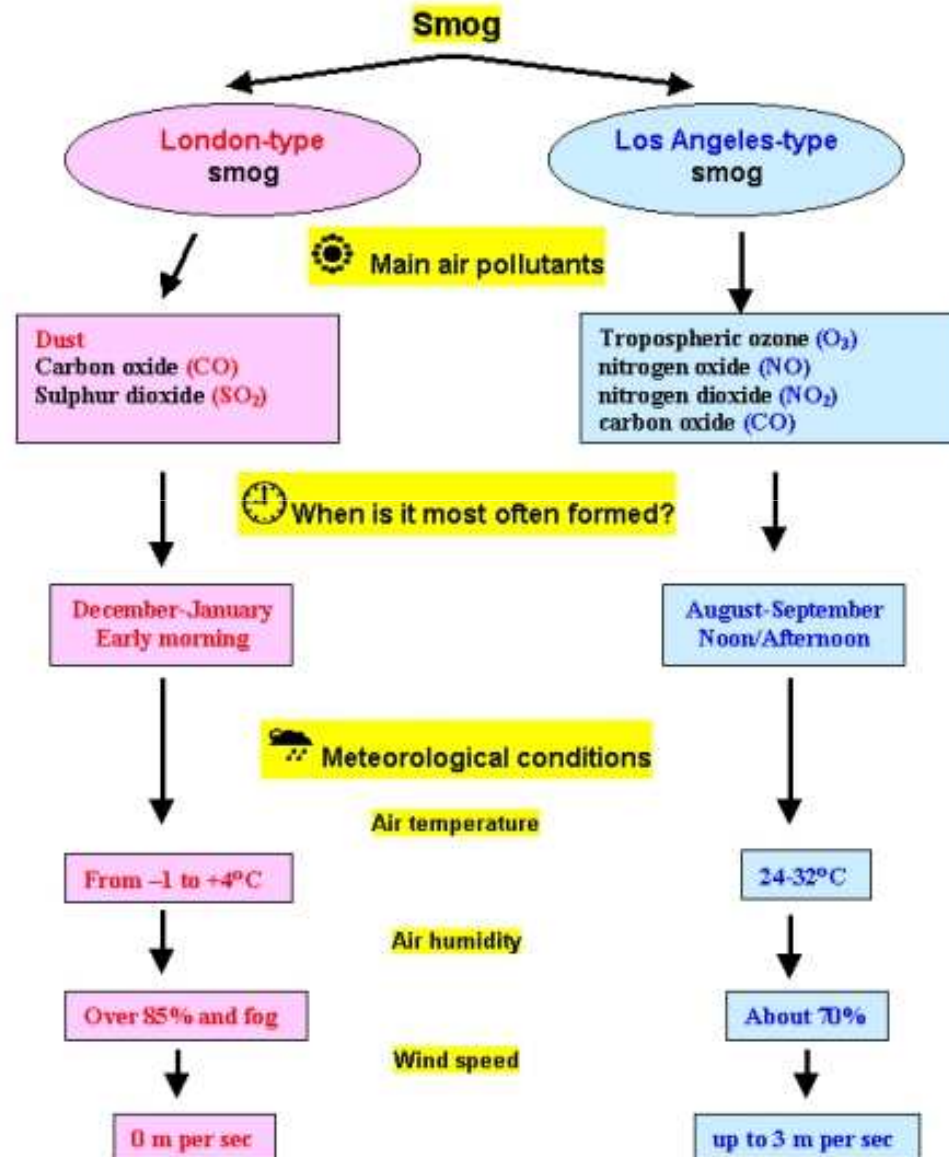 Smog
London-type
smog
Los Angeles-type
smog
Main air pollutants
Dust
Carbon oxide (CO)
Sulphur dioxide (SO₂)
Tropospheric ozone (O₃)
nitrogen oxide (NO)
nitrogen dioxide (NO₂)
carbon oxide (CO)
When is it most often formed?
December-January
Early morning
August-September
Noon/Afternoon
Meteorological conditions
Air temperature
From –1 to +4°C
24-32°C
Air humidity
Over 85% and fog
About 70%
Wind speed
0 m per sec
up to 3 m per sec